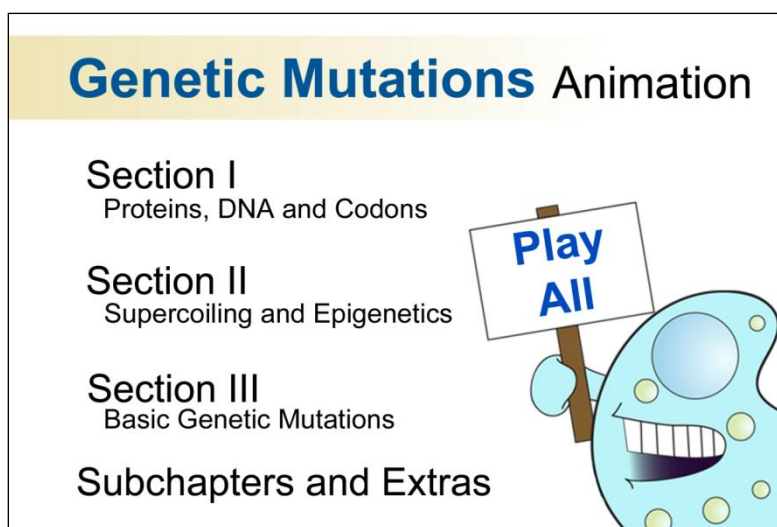 Genetic Mutations Animation
Section I
Proteins, DNA and Codons
Section II
Supercoiling and Epigenetics
Section III
Basic Genetic Mutations
Subchapters and Extras
Play
All